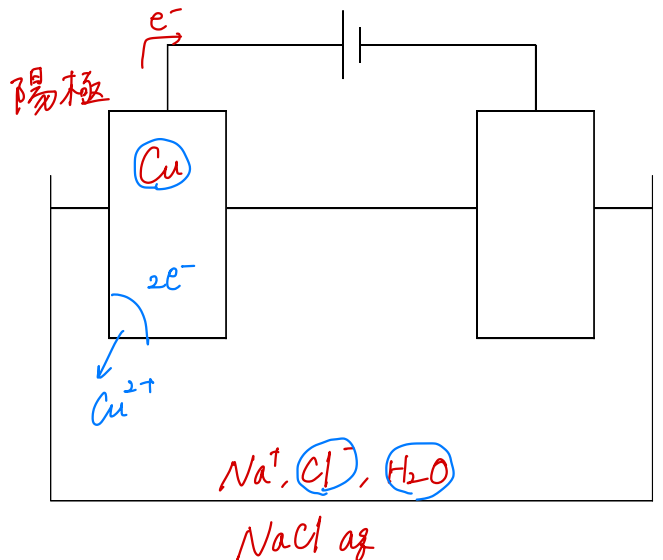 e⁻
陽極
Cu
2e⁻
Cu²⁺
Na⁺, Cl⁻, H₂O
NaCl aq